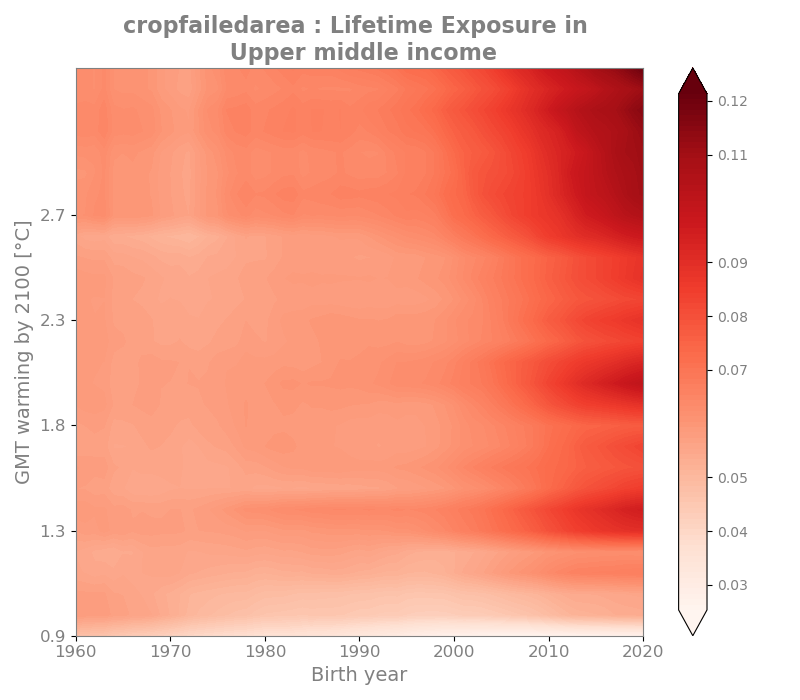 cropfailedarea : Lifetime Exposure in
Upper middle income
GMT warming by 2100 [°C]
2.7
2.3
1.8
1.3
0.9
1960 1970 1980 1990 2000 2010 2020
Birth year
0.12
0.11
0.09
0.08
0.07
0.05
0.04
0.03